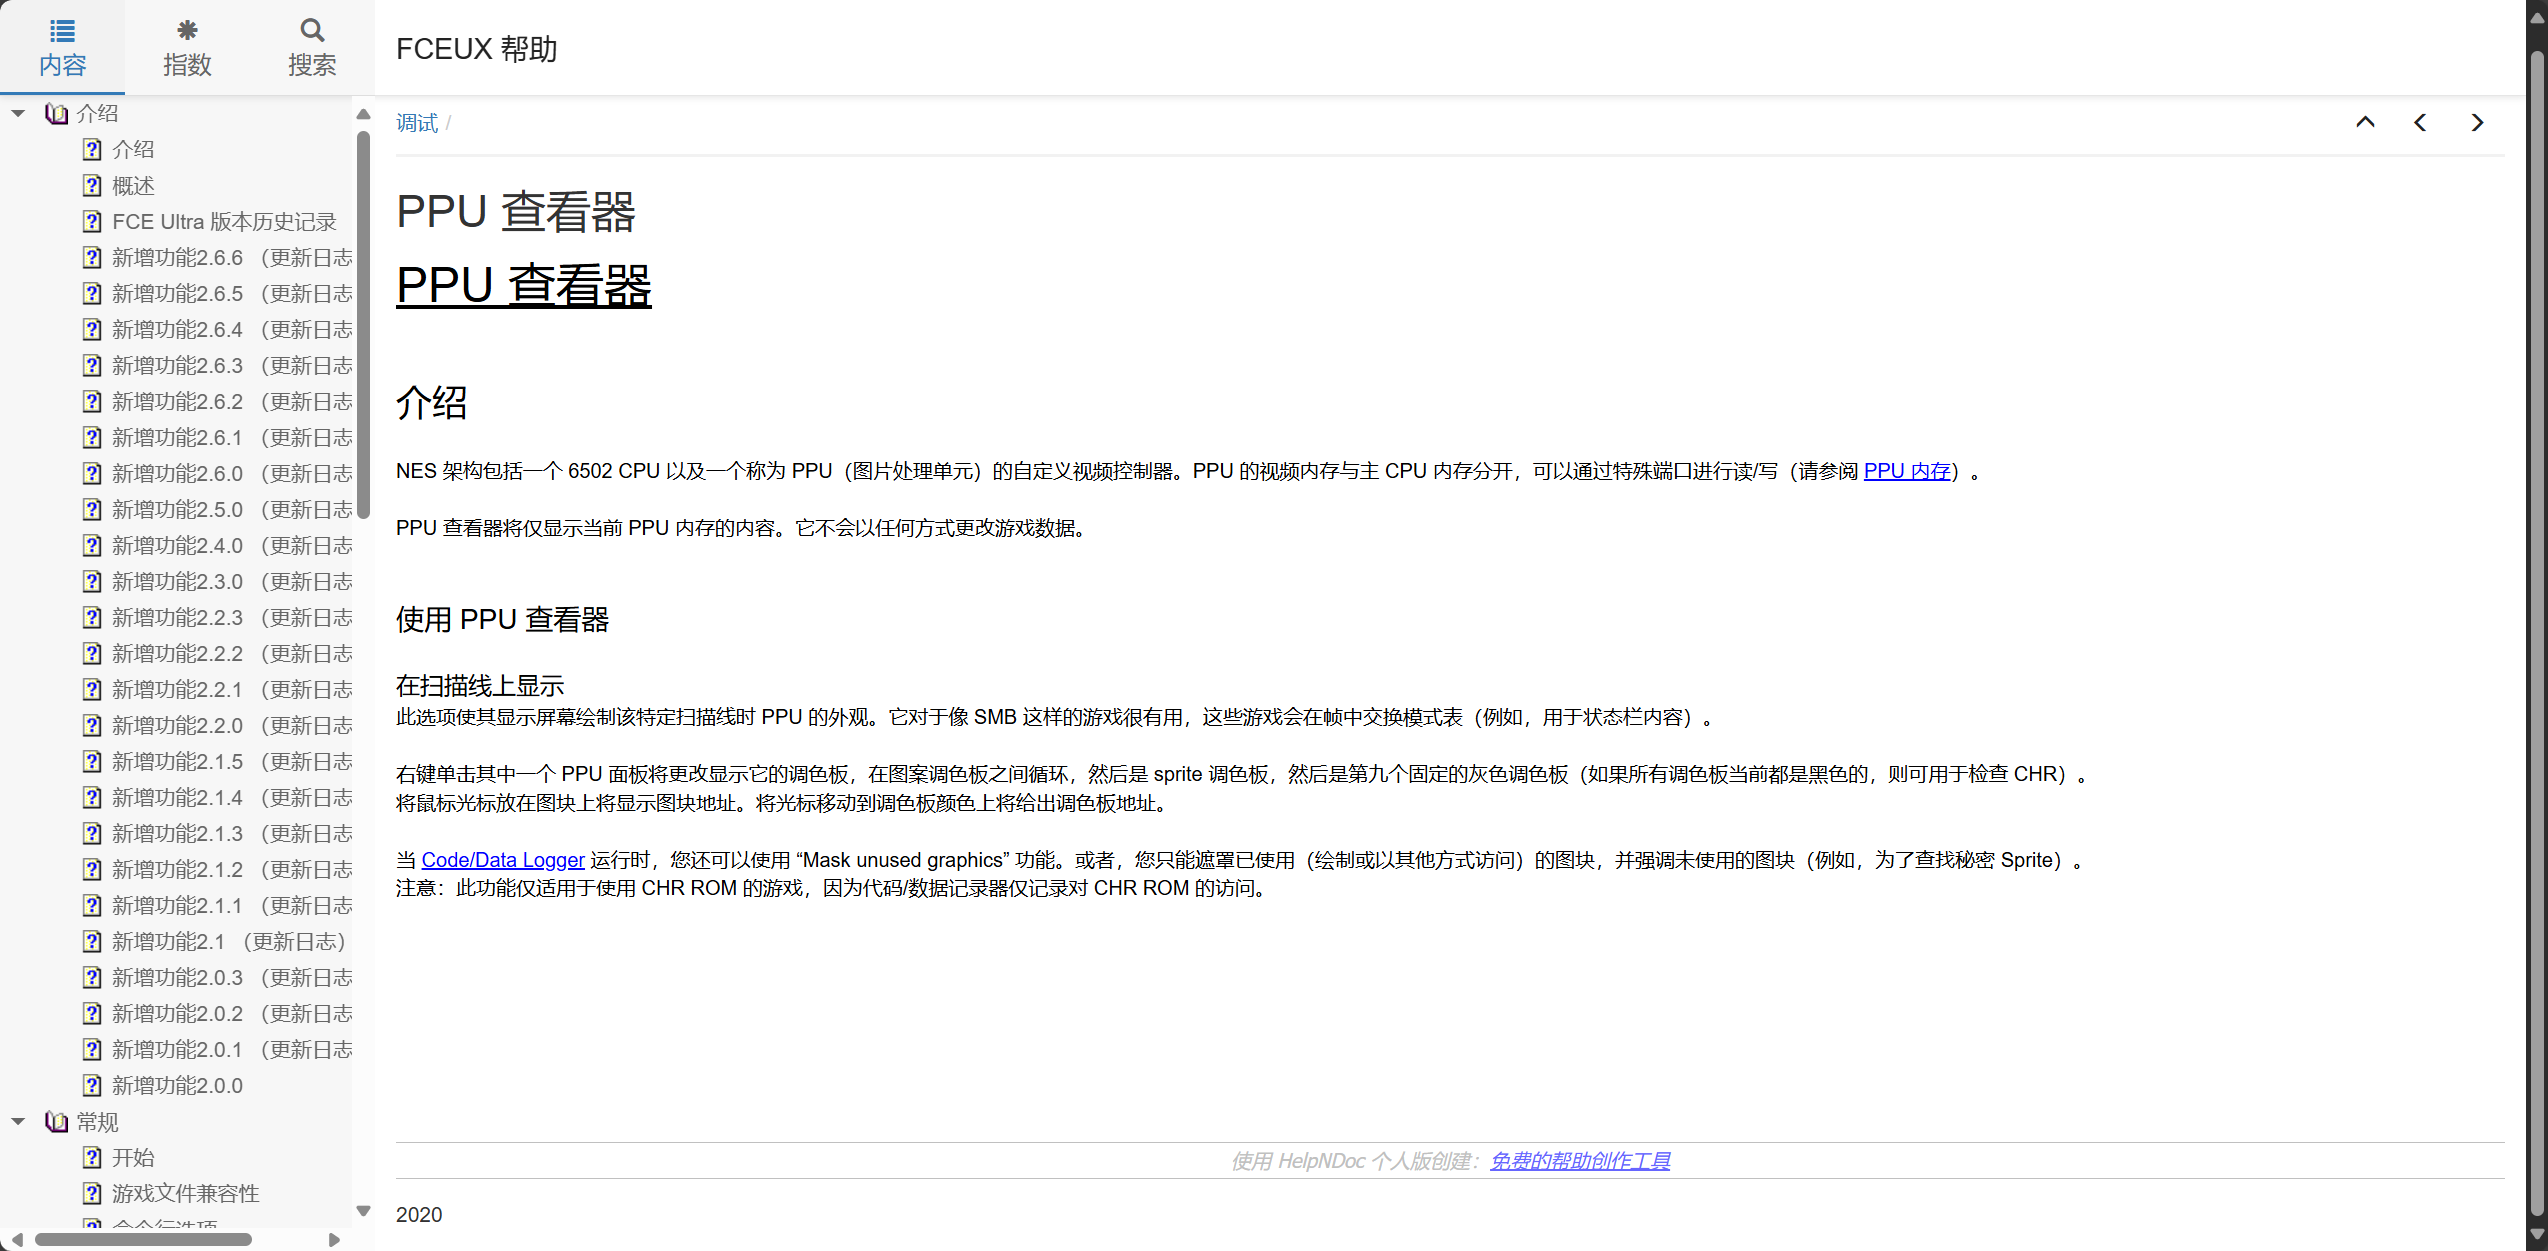 内容
指数
搜索
FCEUX 帮助
介绍
介绍
概述
FCE Ultra 版本历史记录
新增功能2.6.6 （更新日志
新增功能2.6.5 （更新日志
新增功能2.6.4 （更新日志
新增功能2.6.3 （更新日志
新增功能2.6.2 （更新日志
新增功能2.6.1 （更新日志
新增功能2.6.0 （更新日志
新增功能2.5.0 （更新日志
新增功能2.4.0 （更新日志
新增功能2.3.0 （更新日志
新增功能2.2.3 （更新日志
新增功能2.2.2 （更新日志
新增功能2.2.1 （更新日志
新增功能2.2.0 （更新日志
新增功能2.1.5 （更新日志
新增功能2.1.4 （更新日志
新增功能2.1.3 （更新日志
新增功能2.1.2 （更新日志
新增功能2.1.1 （更新日志
新增功能2.1 （更新日志）
新增功能2.0.3 （更新日志
新增功能2.0.2 （更新日志
新增功能2.0.1 （更新日志
新增功能2.0.0
常规
开始
游戏文件兼容性
命令行选项
调试 /
PPU 查看器
PPU 查看器
介绍
NES 架构包括一个 6502 CPU 以及一个称为 PPU（图片处理单元）的自定义视频控制器。PPU 的视频内存与主 CPU 内存分开，可以通过特殊端口进行读/写（请参阅 PPU 内存）。
PPU 查看器将仅显示当前 PPU 内存的内容。它不会以任何方式更改游戏数据。
使用 PPU 查看器
在扫描线上显示
此选项使其显示屏幕绘制该特定扫描线时 PPU 的外观。它对于像 SMB 这样的游戏很有用，这些游戏会在帧中交换模式表（例如，用于状态栏内容）。
右键单击其中一个 PPU 面板将更改显示它的调色板，在图案调色板之间循环，然后是 sprite 调色板，然后是第九个固定的灰色调色板（如果所有调色板当前都是黑色的，则可用于检查 CHR）。
将鼠标光标放在图块上将显示图块地址。将光标移动到调色板颜色上将给出调色板地址。
当 Code/Data Logger 运行时，您还可以使用 “Mask unused graphics” 功能。或者，您只能遮罩已使用（绘制或以其他方式访问）的图块，并强调未使用的图块（例如，为了查找秘密 Sprite）。
注意：此功能仅适用于使用 CHR ROM 的游戏，因为代码/数据记录器仅记录对 CHR ROM 的访问。
使用 HelpNDoc 个人版创建：免费的帮助创作工具
2020